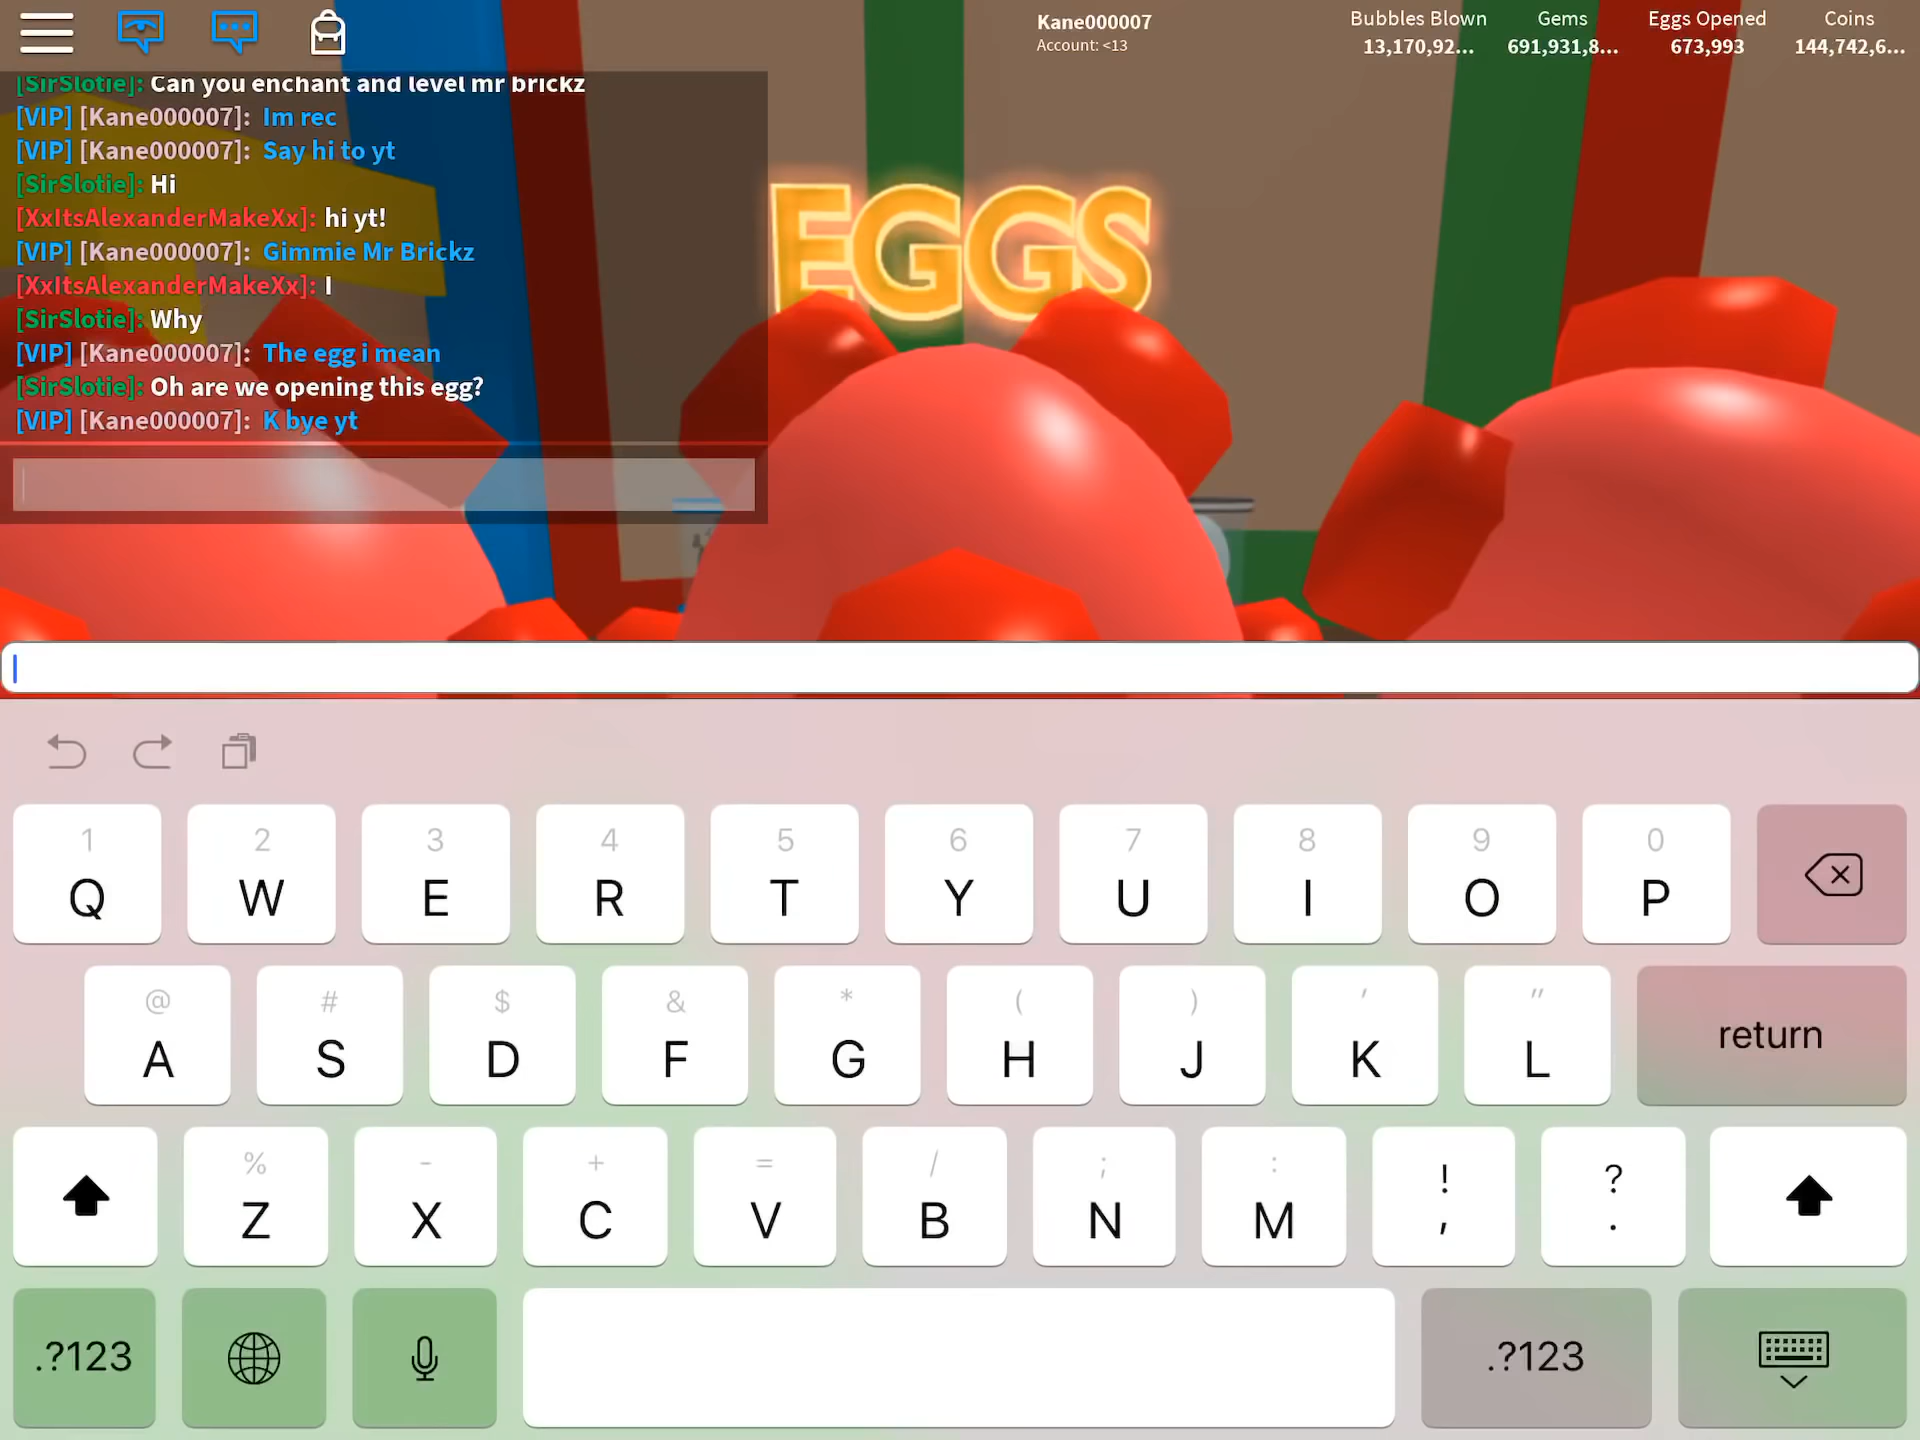 Kane000007
Account: <13
Bubbles Blown
13,170,92...
Gems
691,931,8...
Eggs Opened
673,993
Coins
144,742,6...
[SirSlotie]: Can you enchant and level mr brickz
[VIP] [Kane000007]: Im rec
[VIP] [Kane000007]: Say hi to yt
[SirSlotie]: Hi
[XxItsAlexanderMakeXx]: hi yt!
[VIP] [Kane000007]: Gimmie Mr Brickz
[XxItsAlexanderMakeXx]: I
[SirSlotie]: Why
[VIP] [Kane000007]: The egg i mean
[SirSlotie]: Oh are we opening this egg?
[VIP] [Kane000007]: K bye yt
EGGS
1 2 3 4 5 6 7 8 9 0
Q W E R T Y U I O P
@ # $ & * ( ) ' "
A S D F G H J K L return
% - + = / ; : ! ?
Z X C V B N M , .
.?123 .?123